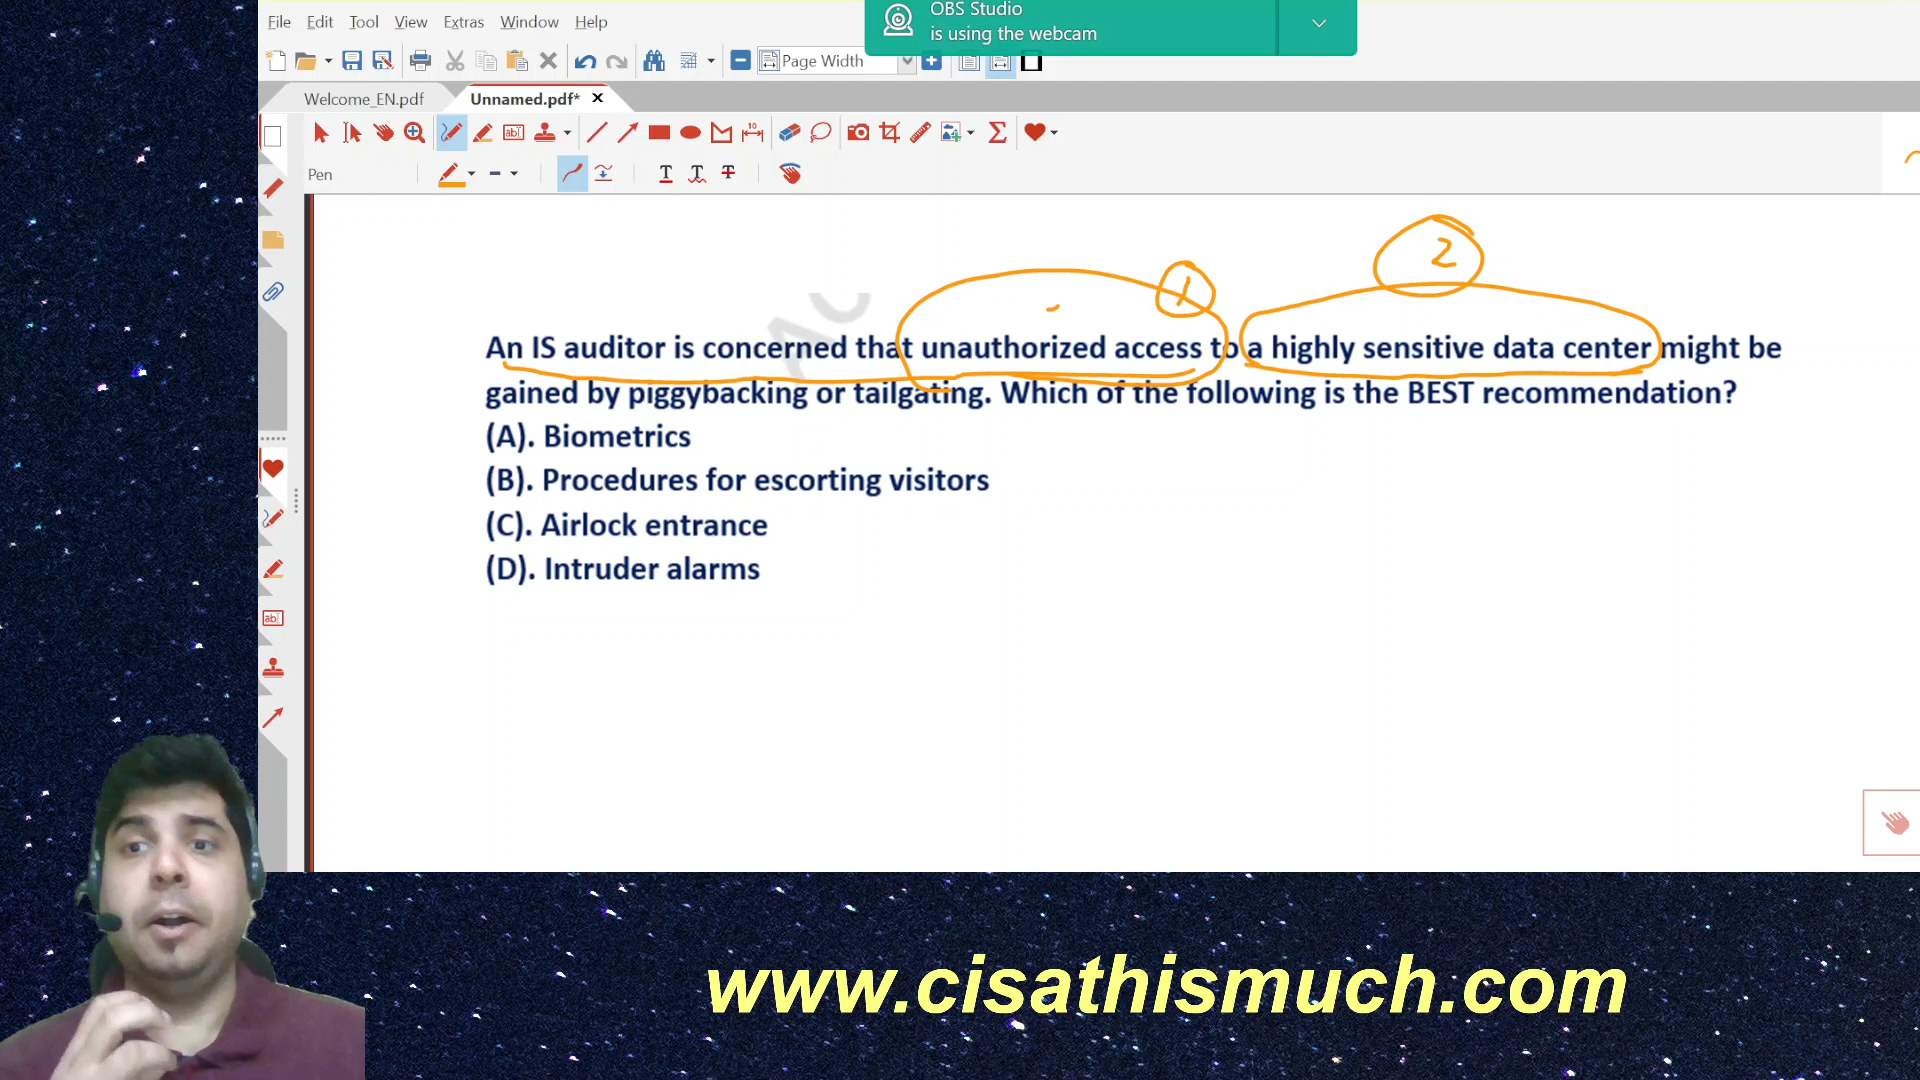 OBS Studio
is using the webcam
File Edit Tool View Extras Window Help
Page Width
Welcome_EN.pdf Unnamed.pdf*
Pen
2
1
An IS auditor is concerned that unauthorized access to a highly sensitive data center might be
gained by piggybacking or tailgating. Which of the following is the BEST recommendation?
(A). Biometrics
(B). Procedures for escorting visitors
(C). Airlock entrance
(D). Intruder alarms
www.cisathismuch.com